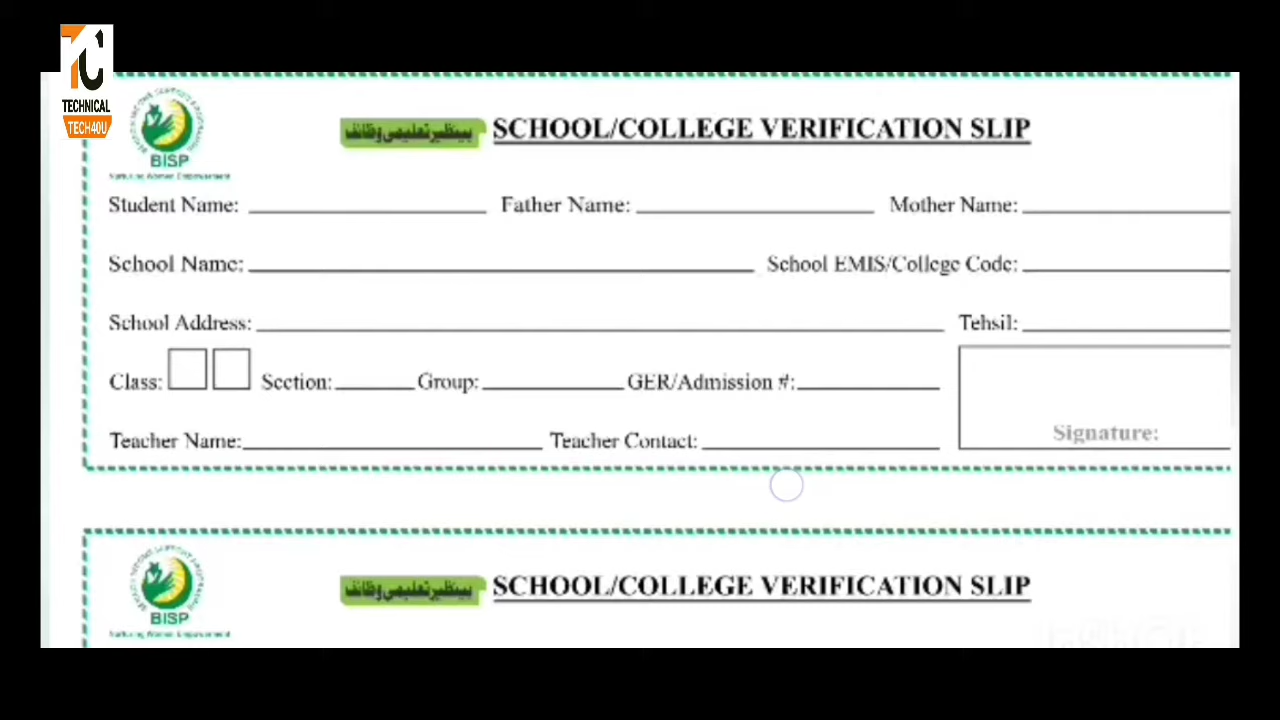 TC
TECHNICAL
TECH4U
BISP
بینظیر تعلیمی وظائف SCHOOL/COLLEGE VERIFICATION SLIP
Student Name: Father Name: Mother Name:
School Name: School EMIS/College Code:
School Address: Tehsil:
Class: Section: Group: GER/Admission #:
Signature:
Teacher Name: Teacher Contact:
بینظیر تعلیمی وظائف SCHOOL/COLLEGE VERIFICATION SLIP
BISP